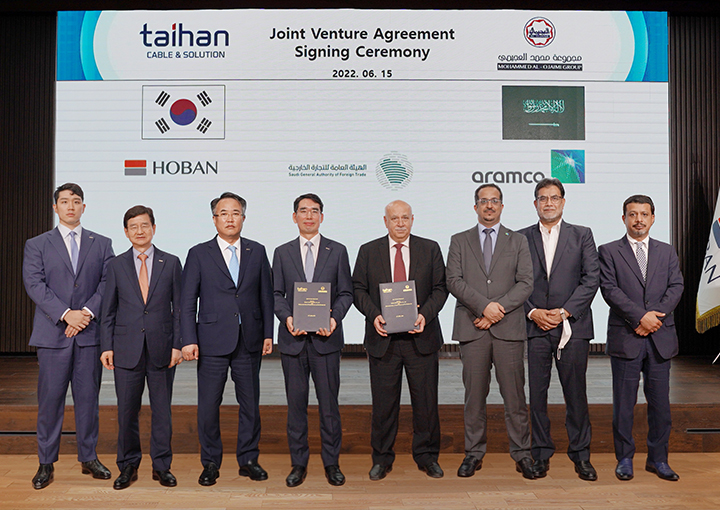 taihan
CABLE & SOLUTION
Joint Venture Agreement
Signing Ceremony
2022. 06. 15
مجموعة محمد العجيمي
MOHAMMED AL-OJAIMI GROUP
HOBAN
الهيئة العامة للتجارة الخارجية
Saudi General Authority of Foreign Trade
aramco
taihan